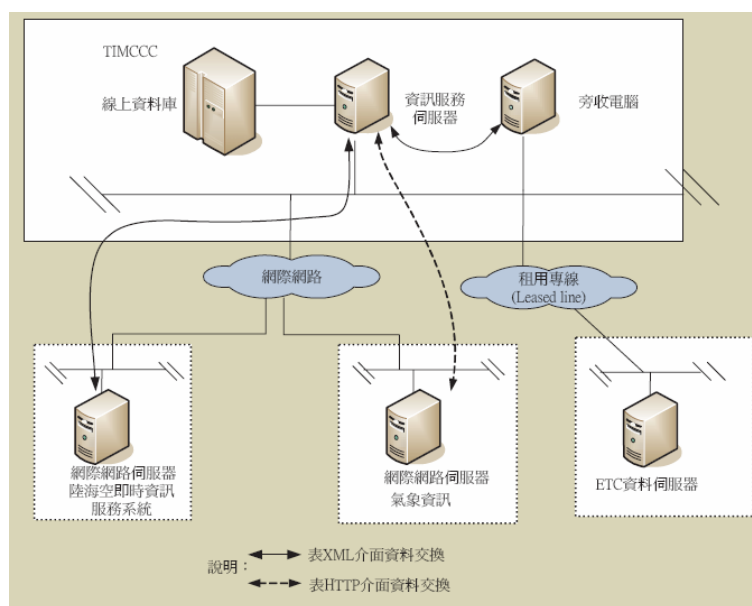 TIMCCC
線上資料庫
資訊服務
伺服器
旁收電腦
網際網路
租用專線
(Leased line)
網際網路伺服器
陸海空即時資訊
服務系統
網際網路伺服器
氣象資訊
ETC資料伺服器
說明：
表XML介面資料交換
表HTTP介面資料交換